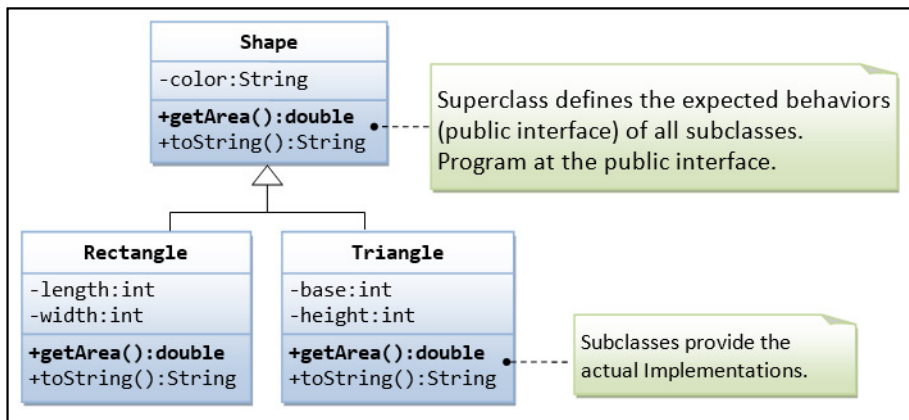 Shape
-color:String
+getArea():double
+toString():String
Superclass defines the expected behaviors
(public interface) of all subclasses.
Program at the public interface.
Rectangle
-length:int
-width:int
+getArea():double
+toString():String
Triangle
-base:int
-height:int
+getArea():double
+toString():String
Subclasses provide the
actual Implementations.